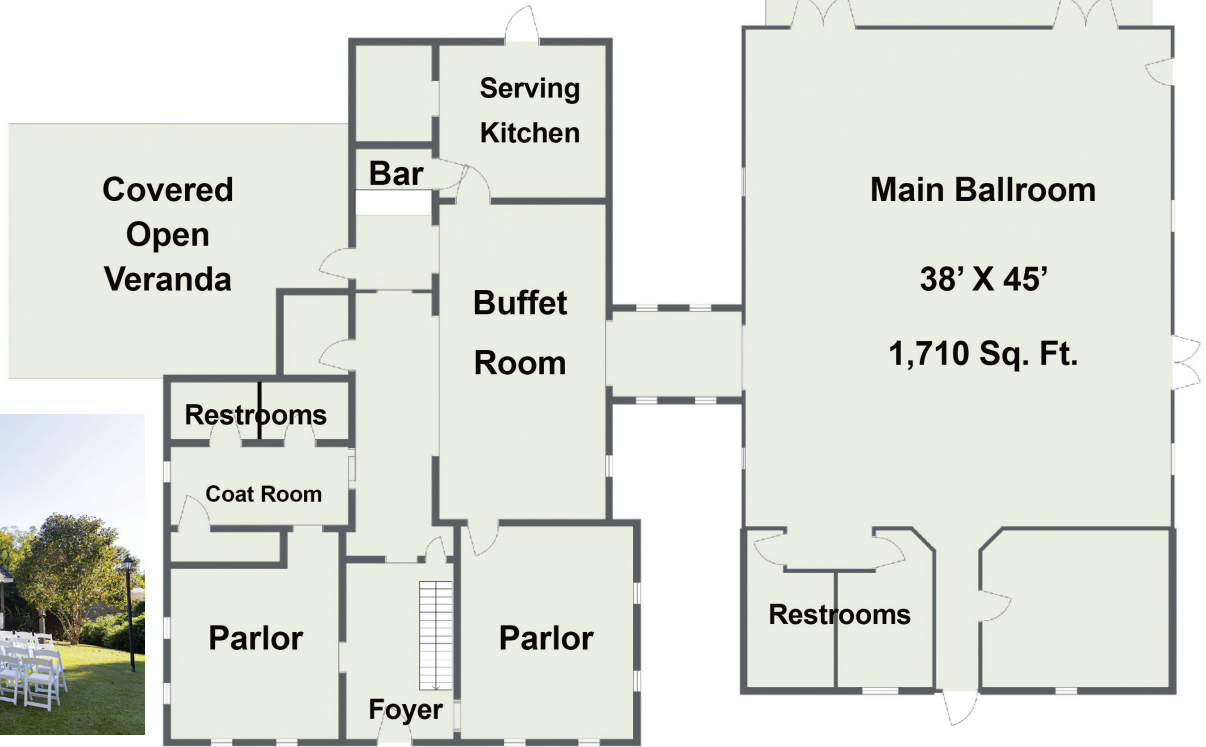 Serving
Kitchen
Bar
Covered
Open
Veranda
Main Ballroom
38’ X 45’
1,710 Sq. Ft.
Buffet
Room
Restrooms
Coat Room
Restrooms
Parlor
Parlor
Foyer